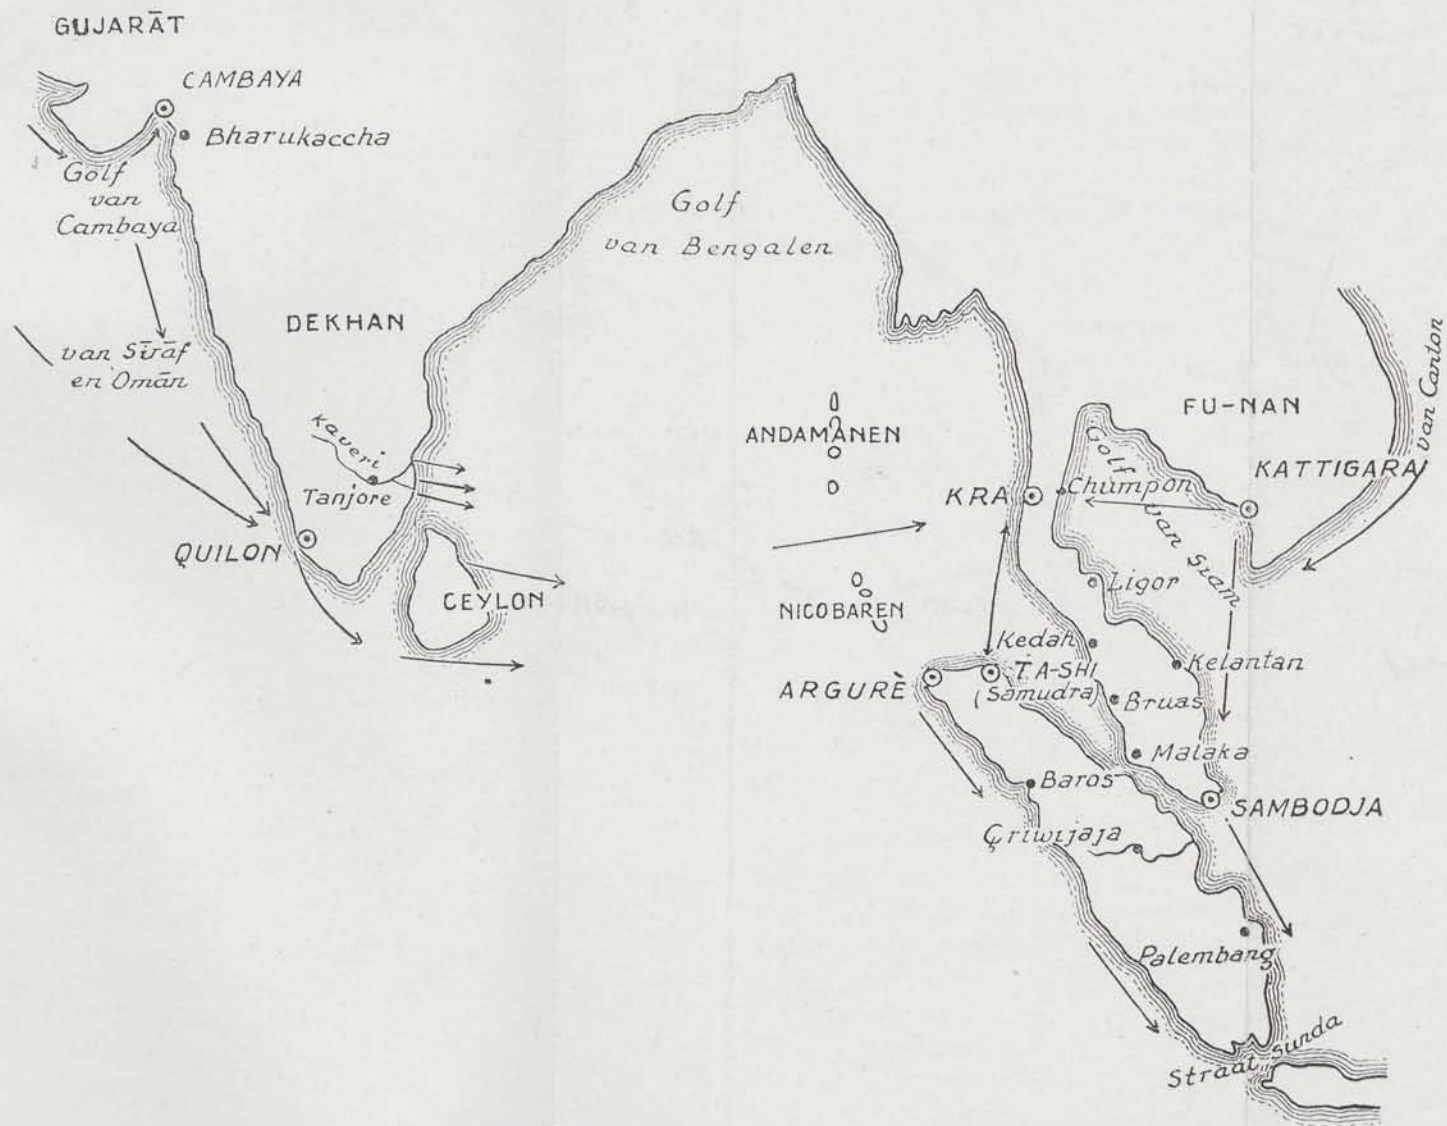 GUJARĀT
CAMBAYA
Bharukaccha
Golf
van
Cambaya
Golf
van Bengalen
DEKHAN
van Sīrāf
en Omān
van Canton
FU-NAN
Kaveri
Tanjore
ANDAMANEN
Golf van Siam
KATTIGARA
KRA
Chumpon
QUILON
CEYLON
NICOBAREN
Ligor
Kedah
Kelantan
TA-SHI
(Samudra)
ARGURÈ
Bruas
Malaka
Baros
SAMBODJA
Çriwijaja
Palembang
Straat Sunda